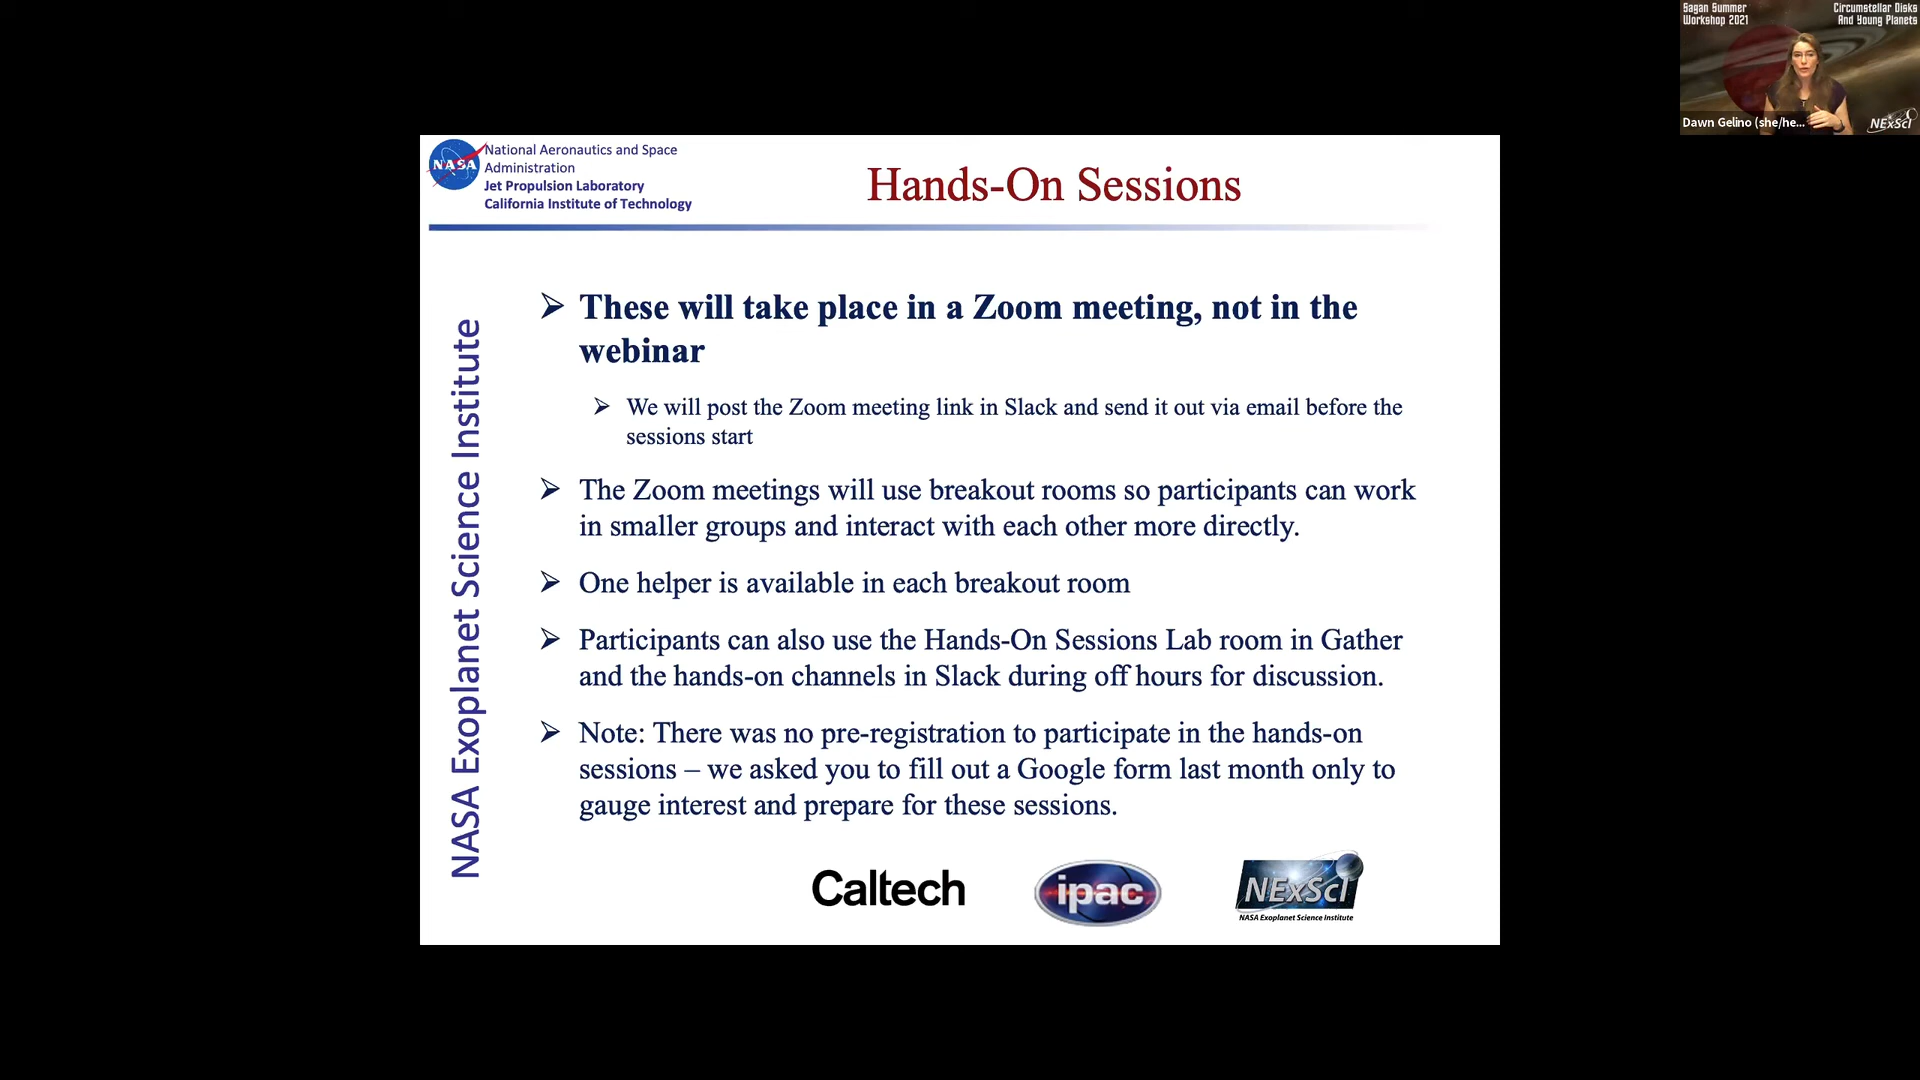 Sagan Summer
Workshop 2021
Circumstellar Disks
And Young Planets
Dawn Gelino (she/he...
NExScI
NASA
National Aeronautics and Space
Administration
Jet Propulsion Laboratory
California Institute of Technology
Hands-On Sessions
NASA Exoplanet Science Institute
➢ These will take place in a Zoom meeting, not in the
webinar
➢ We will post the Zoom meeting link in Slack and send it out via email before the
sessions start
➢ The Zoom meetings will use breakout rooms so participants can work
in smaller groups and interact with each other more directly.
➢ One helper is available in each breakout room
➢ Participants can also use the Hands-On Sessions Lab room in Gather
and the hands-on channels in Slack during off hours for discussion.
➢ Note: There was no pre-registration to participate in the hands-on
sessions – we asked you to fill out a Google form last month only to
gauge interest and prepare for these sessions.
Caltech
ipac
NExScI
NASA Exoplanet Science Institute